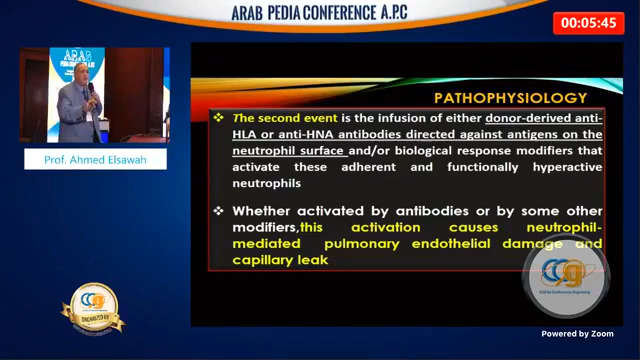 ARAB PEDIA CONFERENCE A.P.C
00:05:45
ARAB
Prof. Ahmed Elsawah
PATHOPHYSIOLOGY
❖ The second event is the infusion of either donor-derived anti-
HLA or anti-HNA antibodies directed against antigens on the
neutrophil surface and/or biological response modifiers that
activate these adherent and functionally hyperactive
neutrophils
❖ Whether activated by antibodies or by some other
modifiers,this activation causes neutrophil-
mediated pulmonary endothelial damage and
capillary leak
ORGANIZED BY
Powered by Zoom